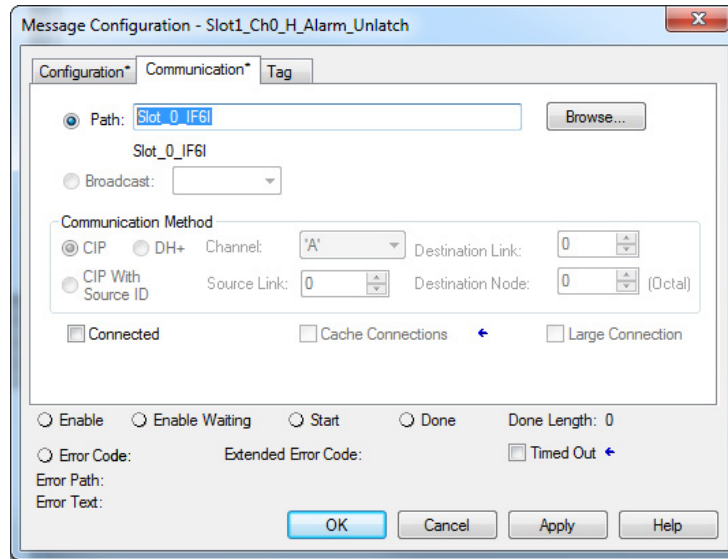 Message Configuration - Slot1_Ch0_H_Alarm_Unlatch
Configuration* Communication* Tag
Path: Slot_0_IF6I Browse...
Slot_0_IF6I
Broadcast:
Communication Method
CIP DH+ Channel: 'A' Destination Link: 0
CIP With Source ID Source Link: 0 Destination Node: 0 (Octal)
Connected Cache Connections ← Large Connection
Enable Enable Waiting Start Done Done Length: 0
Error Code: Extended Error Code: Timed Out ←
Error Path:
Error Text:
OK Cancel Apply Help